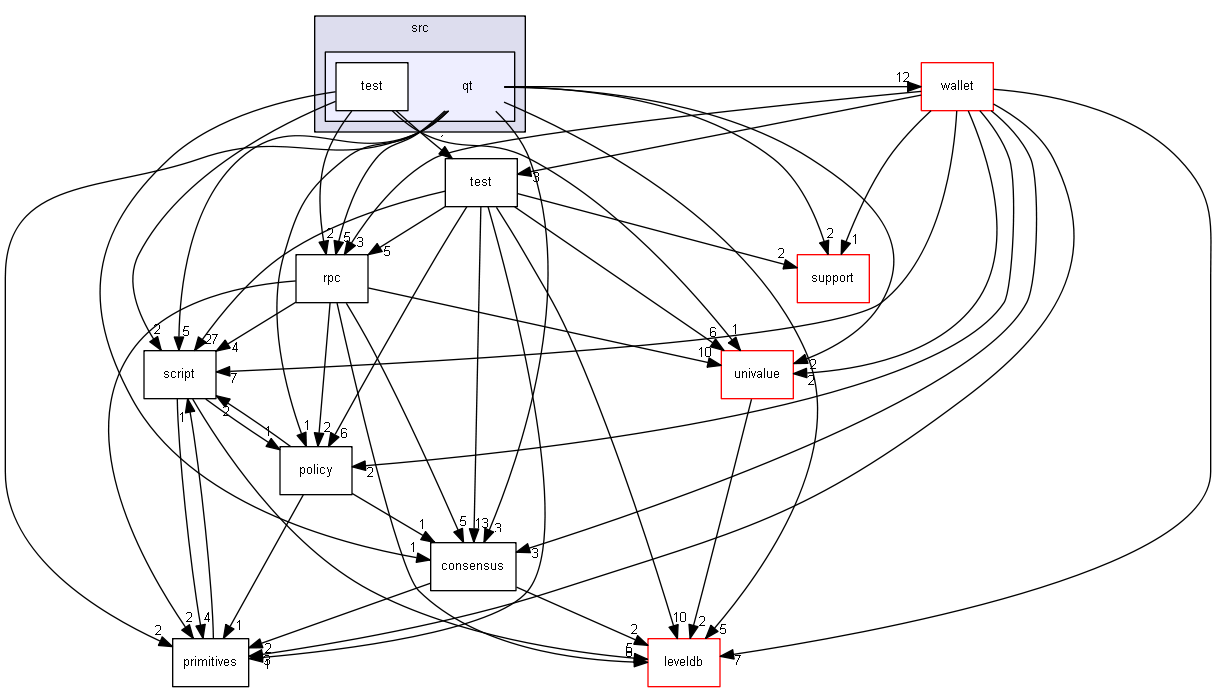 src
test qt 12 wallet
test 3
2 5 3 5 2 2 1
rpc support
2 5 27 4 6 1
10
script 7 univalue 2
2
1 2 1 1 2 6
policy 2
1 5 13 3
1 consensus 3
2 2 4 1 2 10 2 5
primitives 2 leveldb 7